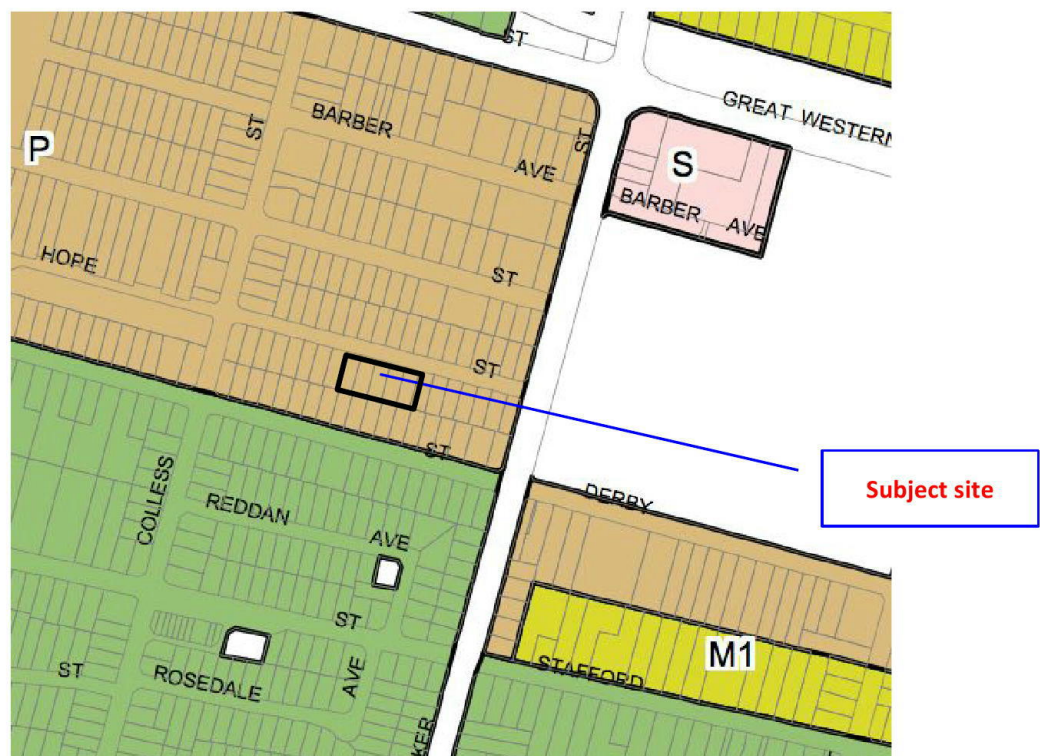 ST
GREAT WESTERN
BARBER
ST
ST
P
AVE
S
BARBER
AVE
HOPE
ST
ST
ST
Subject site
COLLESS
REDDAN
AVE
DERBY
ST
M1
STAFFORD
ST
ROSEDALE
AVE